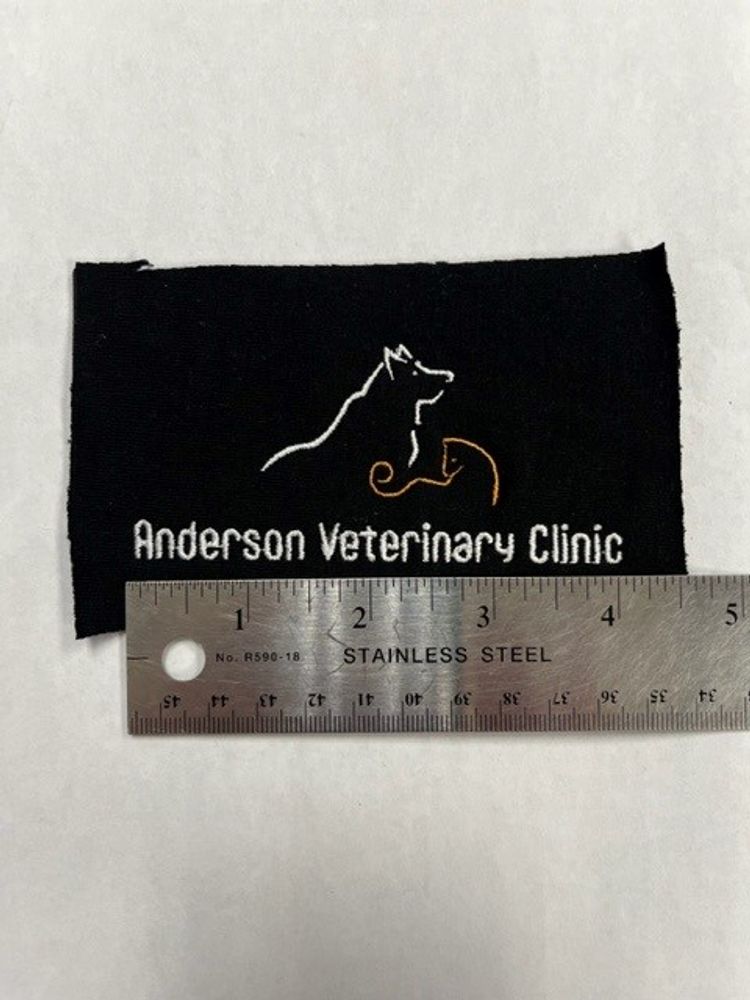 Anderson Veterinary Clinic
1 2 3 4 5
No. R590-18 STAINLESS STEEL
45 44 43 42 41 40 39 38 37 36 35 34